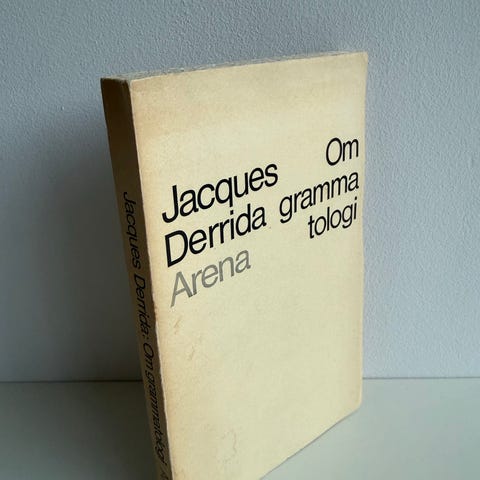 Jacques Om
Derrida gramma
tologi
Arena
Jacques Derrida: Om grammatologi /